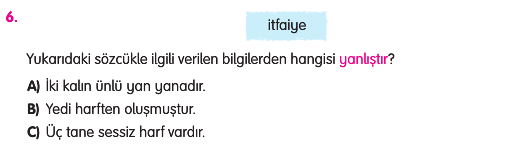 6.
itfaiye
Yukarıdaki sözcükle ilgili verilen bilgilerden hangisi yanlıştır?
A) İki kalın ünlü yan yanadır.
B) Yedi harften oluşmuştur.
C) Üç tane sessiz harf vardır.